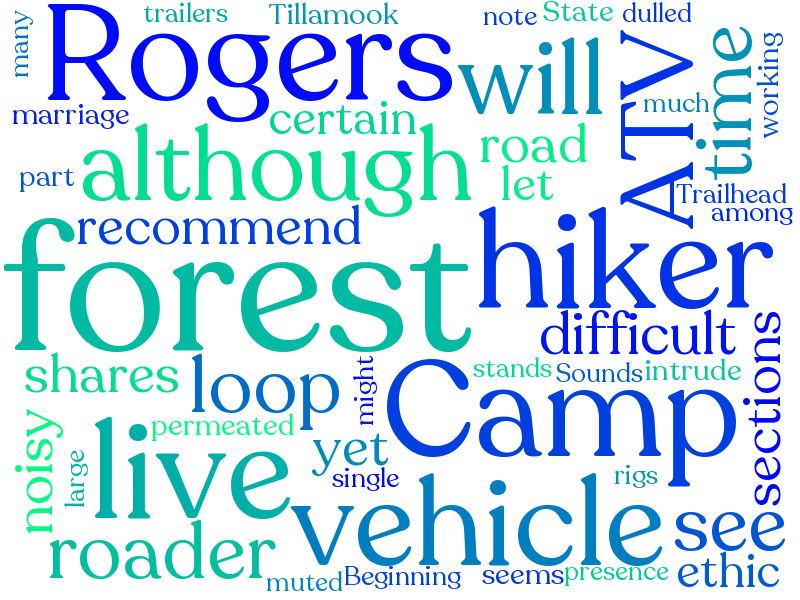 many
trailers
Tillamook
note
State
dulled
Rogers
will
ATV
time
working
marriage
certain
much
although
road
part
let
Trailhead
among
recommend
forest
hiker
difficult
sections
shares
loop
might
stands
Sounds
intrude
Camp
noisy
live
permeated
yet
large
single
rigs
vehicle
see
roader
muted
Beginning
seems
presence
ethic